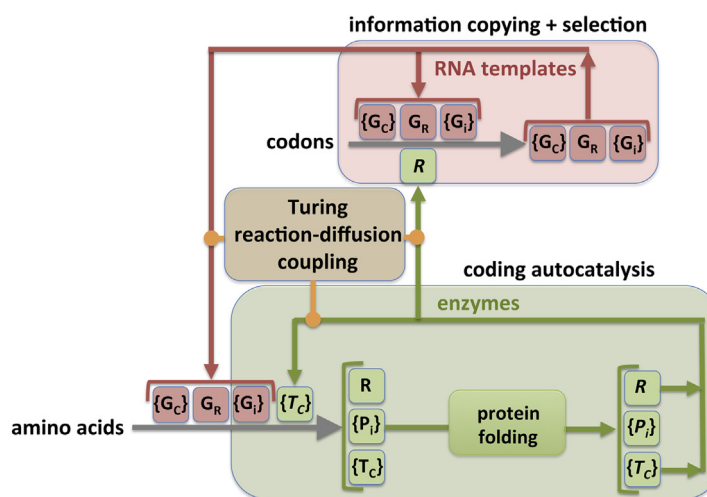 information copying + selection
RNA templates
{G_C} G_R {G_i}
codons
{G_C} G_R {G_i}
R
Turing
reaction-diffusion
coupling
coding autocatalysis
enzymes
{G_C} G_R {G_i} {T_C}
amino acids
R
{P_i}
{T_C}
protein
folding
R
{P_i}
{T_C}